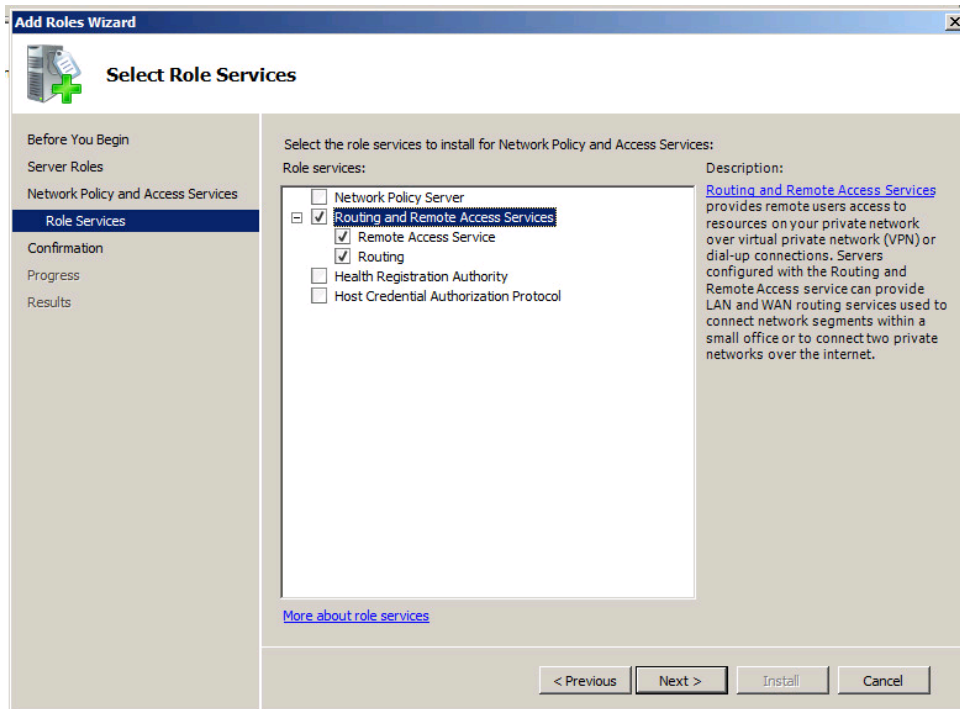 Add Roles Wizard
Select Role Services
Before You Begin
Server Roles
Network Policy and Access Services
Role Services
Confirmation
Progress
Results
Select the role services to install for Network Policy and Access Services:
Role services:
Network Policy Server
Routing and Remote Access Services
Remote Access Service
Routing
Health Registration Authority
Host Credential Authorization Protocol
More about role services
Description:
Routing and Remote Access Services
provides remote users access to
resources on your private network
over virtual private network (VPN) or
dial-up connections. Servers
configured with the Routing and
Remote Access service can provide
LAN and WAN routing services used to
connect network segments within a
small office or to connect two private
networks over the internet.
< Previous
Next >
Install
Cancel